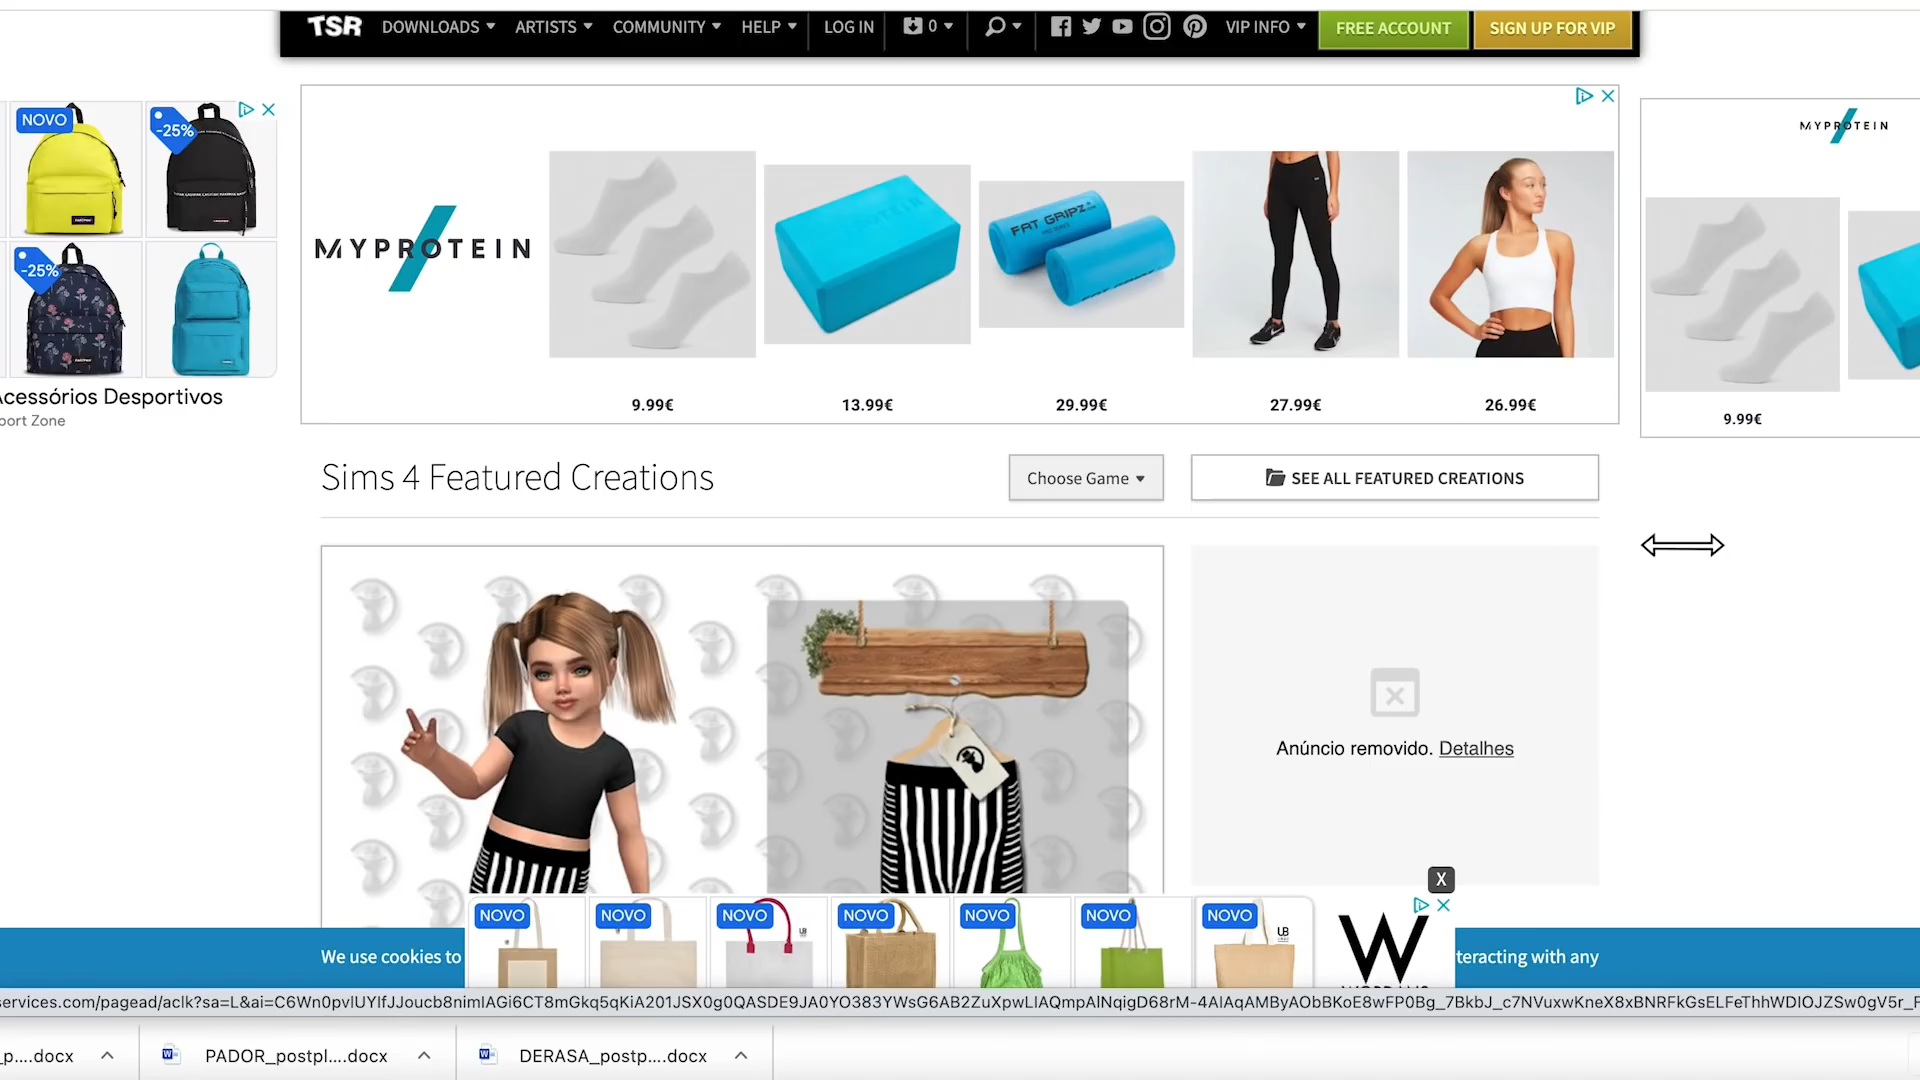 TSR DOWNLOADS ARTISTS COMMUNITY HELP LOG IN 0 VIP INFO FREE ACCOUNT SIGN UP FOR VIP
NOVO
-25%
-25%
Acessórios Desportivos
port Zone
MYPROTEIN
FAT GRIPZ
9.99€ 13.99€ 29.99€ 27.99€ 26.99€
MYPROTEIN
9.99€
Sims 4 Featured Creations
Choose Game
SEE ALL FEATURED CREATIONS
Anúncio removido. Detalhes
X
NOVO NOVO NOVO NOVO NOVO NOVO NOVO
W
We use cookies to
teracting with any
services.com/pagead/aclk?sa=L&ai=C6Wn0pvlUYIfJJoucb8nimlAGi6CT8mGkq5qKiA201JSX0g0QASDE9JA0YO383YWsG6AB2ZuXpwLIAQmpAlNqigD68rM-4AIAqAMByAObBKoE8wFP0Bg_7BkbJ_c7NVuxwKneX8xBNRFkGsELFeThhWDIOJZSw0gV5r_F
_p....docx
PADOR_postpl....docx
DERASA_postp....docx